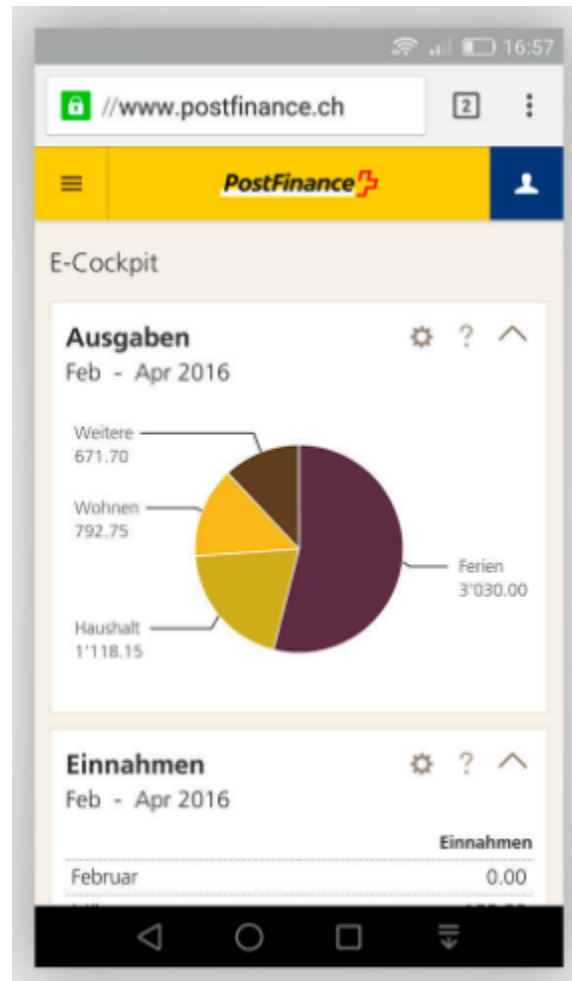 16:57
//www.postfinance.ch
2
PostFinance
E-Cockpit
Ausgaben
?
Feb - Apr 2016
Weitere
671.70
Wohnen
792.75
Ferien
3'030.00
Haushalt
1'118.15
Einnahmen
?
Feb - Apr 2016
Einnahmen
Februar 0.00